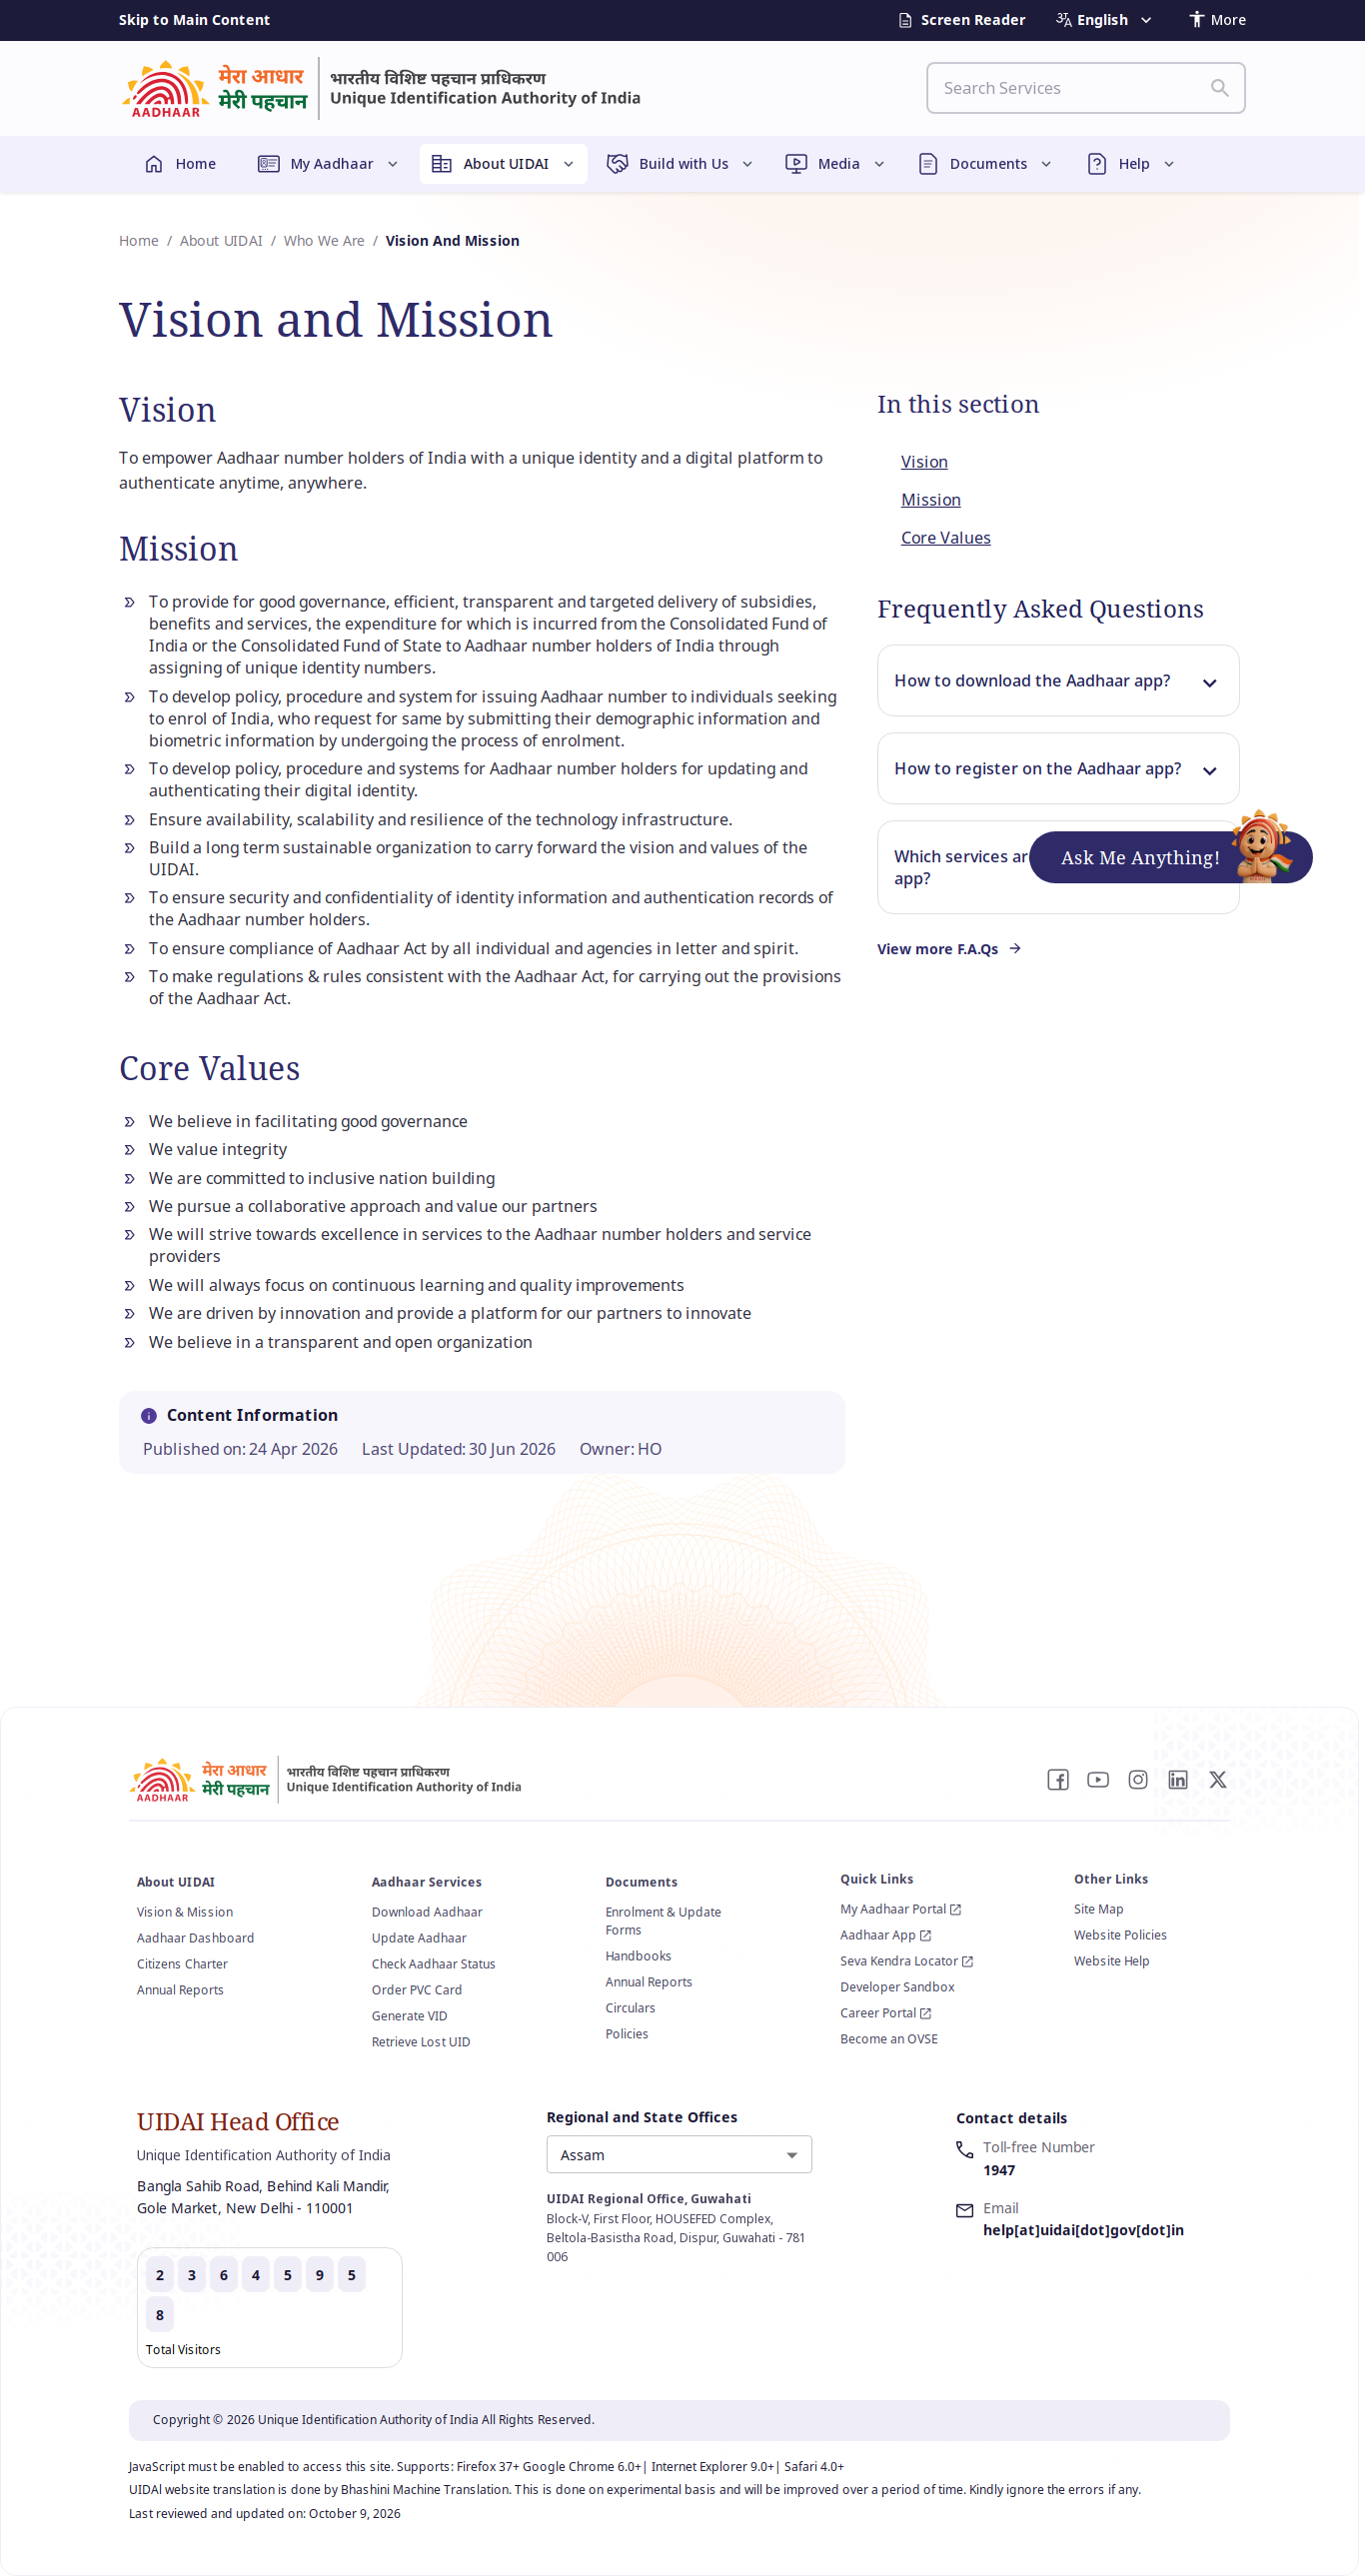 Skip to Main Content
Screen Reader
English
More
मेरा आधार
मेरी पहचान
AADHAAR
भारतीय विशिष्ट पहचान प्राधिकरण
Unique Identification Authority of India
Search Services
Home
My Aadhaar
About UIDAI
Build with Us
Media
Documents
Help
Home / About UIDAI / Who We Are / Vision And Mission
Vision and Mission
Vision
To empower Aadhaar number holders of India with a unique identity and a digital platform to
authenticate anytime, anywhere.
Mission
To provide for good governance, efficient, transparent and targeted delivery of subsidies,
benefits and services, the expenditure for which is incurred from the Consolidated Fund of
India or the Consolidated Fund of State to Aadhaar number holders of India through
assigning of unique identity numbers.
To develop policy, procedure and system for issuing Aadhaar number to individuals seeking
to enrol of India, who request for same by submitting their demographic information and
biometric information by undergoing the process of enrolment.
To develop policy, procedure and systems for Aadhaar number holders for updating and
authenticating their digital identity.
Ensure availability, scalability and resilience of the technology infrastructure.
Build a long term sustainable organization to carry forward the vision and values of the
UIDAI.
To ensure security and confidentiality of identity information and authentication records of
the Aadhaar number holders.
To ensure compliance of Aadhaar Act by all individual and agencies in letter and spirit.
To make regulations & rules consistent with the Aadhaar Act, for carrying out the provisions
of the Aadhaar Act.
Core Values
We believe in facilitating good governance
We value integrity
We are committed to inclusive nation building
We pursue a collaborative approach and value our partners
We will strive towards excellence in services to the Aadhaar number holders and service
providers
We will always focus on continuous learning and quality improvements
We are driven by innovation and provide a platform for our partners to innovate
We believe in a transparent and open organization
Content Information
Published on: 24 Apr 2026 Last Updated: 30 Jun 2026 Owner: HO
In this section
Vision
Mission
Core Values
Frequently Asked Questions
How to download the Aadhaar app?
How to register on the Aadhaar app?
Which services
app?
Ask Me Anything!
View more F.A.Qs
मेरा आधार
मेरी पहचान
AADHAAR
भारतीय विशिष्ट पहचान प्राधिकरण
Unique Identification Authority of India
About UIDAI
Vision & Mission
Aadhaar Dashboard
Citizens Charter
Annual Reports
Aadhaar Services
Download Aadhaar
Update Aadhaar
Check Aadhaar Status
Order PVC Card
Generate VID
Retrieve Lost UID
Documents
Enrolment & Update
Forms
Handbooks
Annual Reports
Circulars
Policies
Quick Links
My Aadhaar Portal
Aadhaar App
Seva Kendra Locator
Developer Sandbox
Career Portal
Become an OVSE
Other Links
Site Map
Website Policies
Website Help
UIDAI Head Office
Unique Identification Authority of India
Bangla Sahib Road, Behind Kali Mandir,
Gole Market, New Delhi - 110001
2 3 6 4 5 9 5
8
Total Visitors
Regional and State Offices
Assam
UIDAI Regional Office, Guwahati
Block-V, First Floor, HOUSEFED Complex,
Beltola-Basistha Road, Dispur, Guwahati - 781
006
Contact details
Toll-free Number
1947
Email
help[at]uidai[dot]gov[dot]in
Copyright © 2026 Unique Identification Authority of India All Rights Reserved.
JavaScript must be enabled to access this site. Supports: Firefox 37+ Google Chrome 6.0+| Internet Explorer 9.0+| Safari 4.0+
UIDAI website translation is done by Bhashini Machine Translation. This is done on experimental basis and will be improved over a period of time. Kindly ignore the errors if any.
Last reviewed and updated on: October 9, 2026